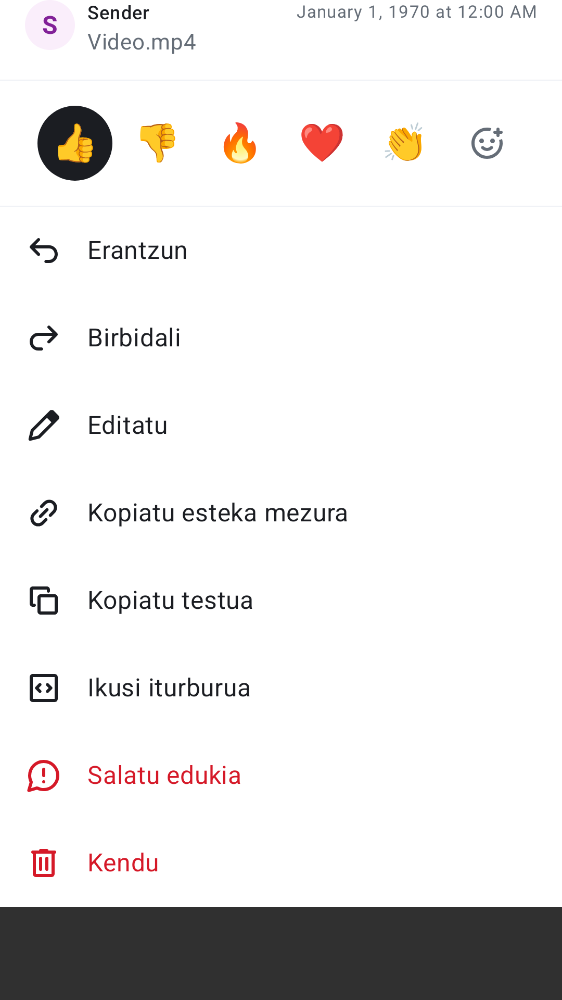 S
Sender
January 1, 1970 at 12:00 AM
Video.mp4
Erantzun
Birbidali
Editatu
Kopiatu esteka mezura
Kopiatu testua
Ikusi iturburua
Salatu edukia
Kendu